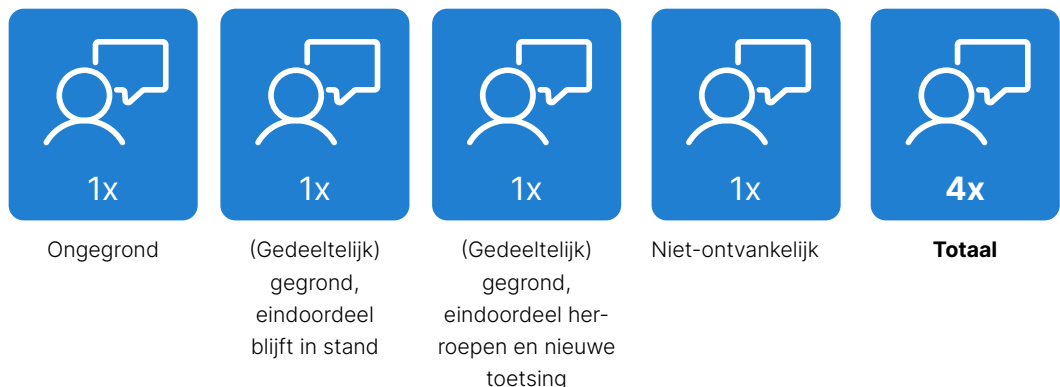 1x
Ongegrond
1x
(Gedeeltelijk)
gegrond,
eindoordeel
blijft in stand
1x
(Gedeeltelijk)
gegrond,
eindoordeel her-
roepen en nieuwe
toetsing
1x
Niet-ontvankelijk
4x
Totaal